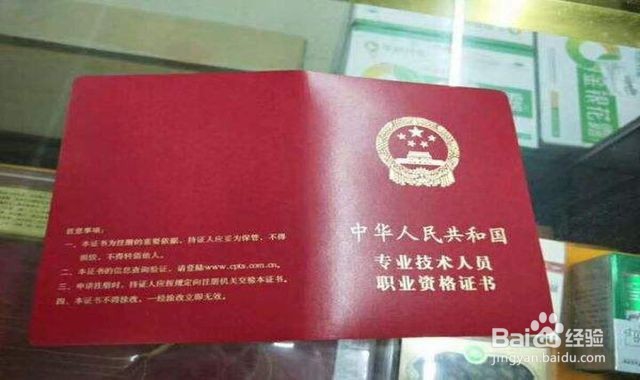 注意事项：
一、本证书为注册的重要依据，持证人应妥为保管，不得
损毁，不得转借他人。
二、本证书的信息查询验证，请登陆www.cpta.com.cn。
三、申请注册时，持证人应按规定向注册机关交验本证书。
四、本证书不得涂改，一经涂改立即无效。
中华人民共和国
专业技术人员
职业资格证书
金银花
Baidu经验
jingyan.baidu.com